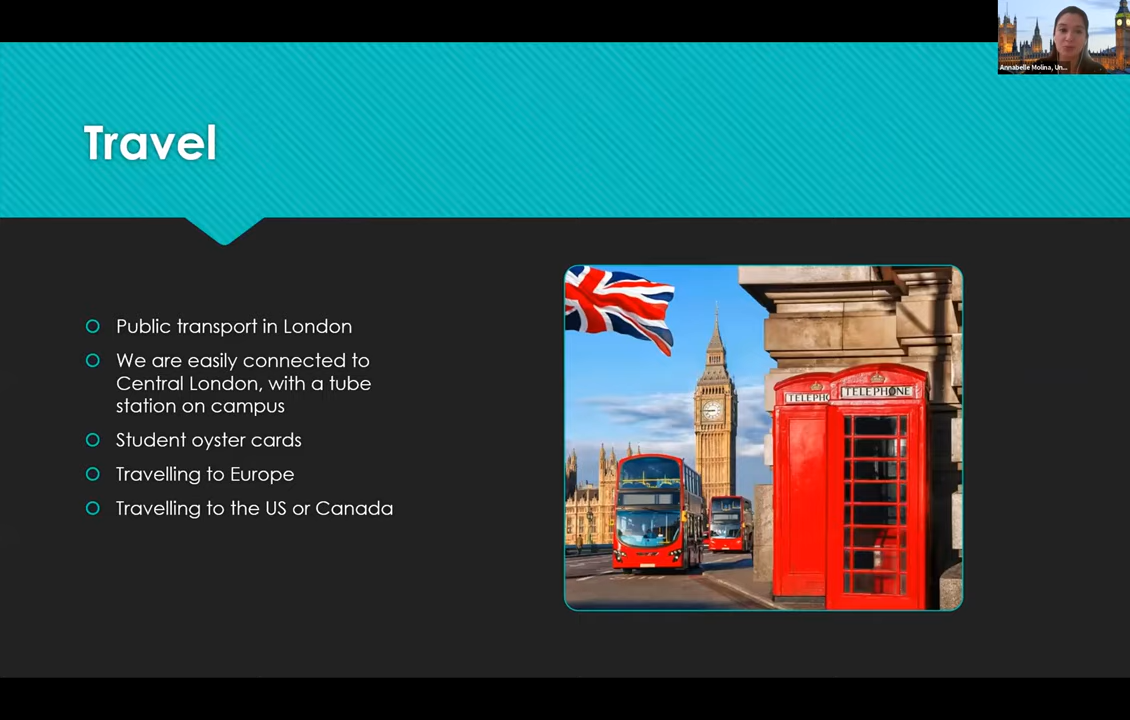 Annabelle Molina, Un...
Travel
Public transport in London
We are easily connected to
Central London, with a tube
station on campus
Student oyster cards
Travelling to Europe
Travelling to the US or Canada
TELEPHO
TELEPHONE